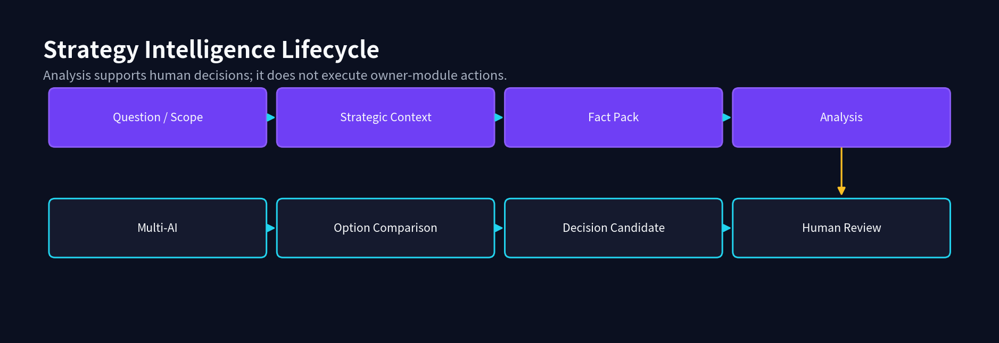 Strategy Intelligence Lifecycle
Analysis supports human decisions; it does not execute owner-module actions.
Question / Scope
Strategic Context
Fact Pack
Analysis
Multi-AI
Option Comparison
Decision Candidate
Human Review